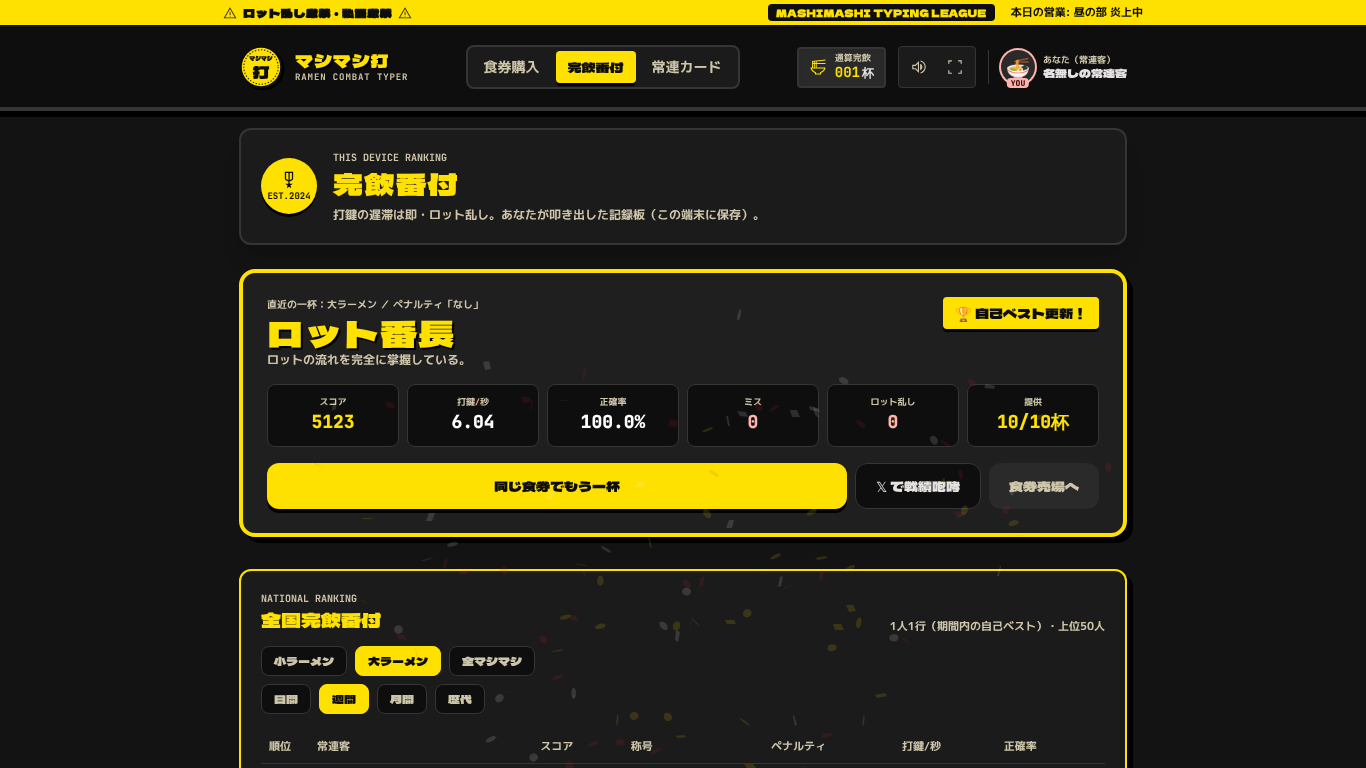 ⚠ ロット乱し厳禁・戦闘厳禁 ⚠
MASHIMASHI TYPING LEAGUE
本日の営業: 昼の部 炎上中
マシマシ
打
マシマシ打
RAMEN COMBAT TYPER
食券購入
完飲番付
常連カード
通算完飲
001杯
YOU
あなた（常連客）
名無しの常連客
EST.2024
THIS DEVICE RANKING
完飲番付
打鍵の遅滞は即・ロット乱し。あなたが叩き出した記録板（この端末に保存）。
直近の一杯：大ラーメン ／ ペナルティ「なし」
ロット番長
ロットの流れを完全に掌握している。
🏆 自己ベスト更新！
スコア
5123
打鍵/秒
6.04
正確率
100.0%
ミス
0
ロット乱し
0
提供
10/10杯
同じ食券でもう一杯
𝕏 で戦績咆哮
食券売場へ
NATIONAL RANKING
全国完飲番付
1人1行（期間内の自己ベスト）・上位50人
小ラーメン
大ラーメン
全マシマシ
日間
週間
月間
歴代
順位
常連客
スコア
称号
ペナルティ
打鍵/秒
正確率